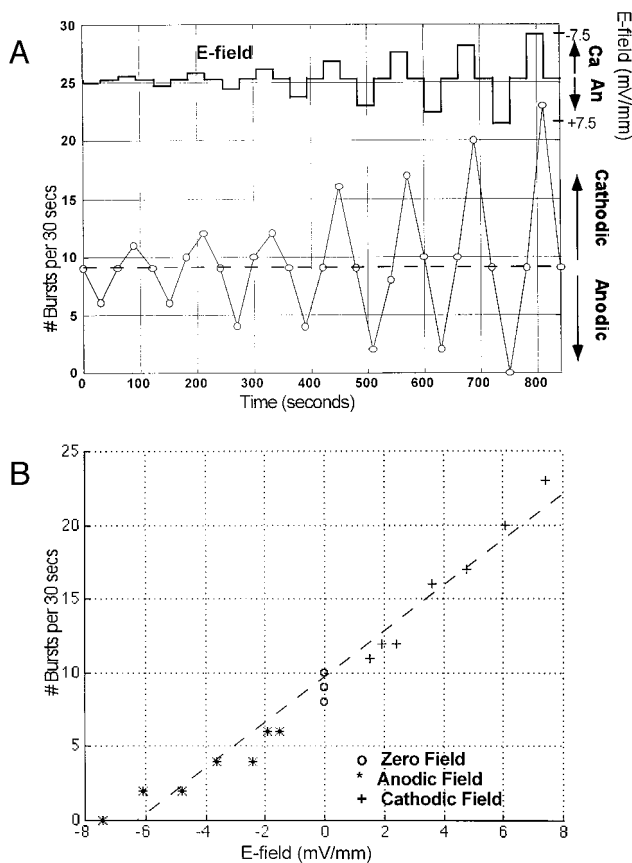 A
E-field
30
25
20
15
10
5
0
# Bursts per 30 secs
0 100 200 300 400 500 600 700 800
Time (seconds)
-7.5
+7.5
Ca
An
E-field (mV/mm)
Cathodic
Anodic
B
25
20
15
10
5
0
# Bursts per 30 secs
-8 -6 -4 -2 0 2 4 6 8
E-field (mV/mm)
o Zero Field
* Anodic Field
+ Cathodic Field